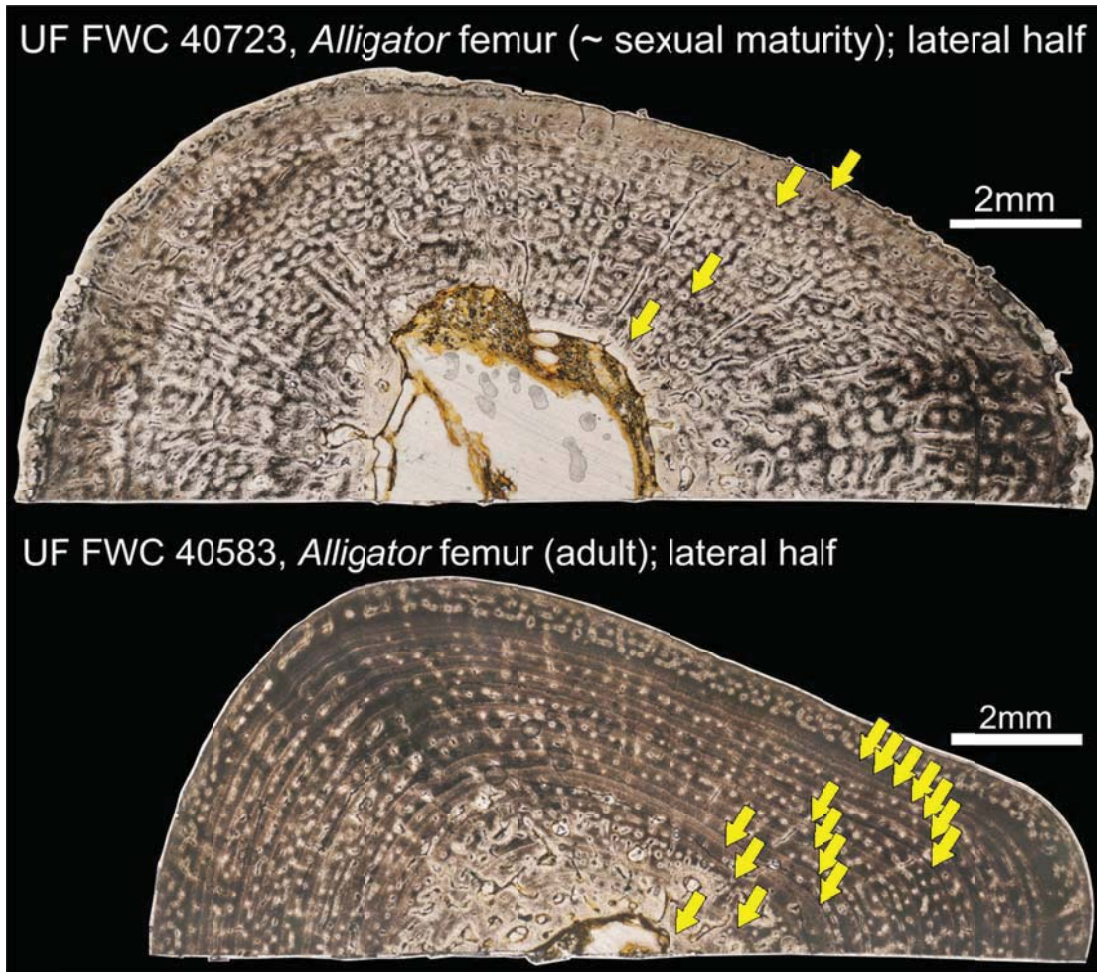 UF FWC 40723, Alligator femur (~ sexual maturity); lateral half
2mm
UF FWC 40583, Alligator femur (adult); lateral half
2mm